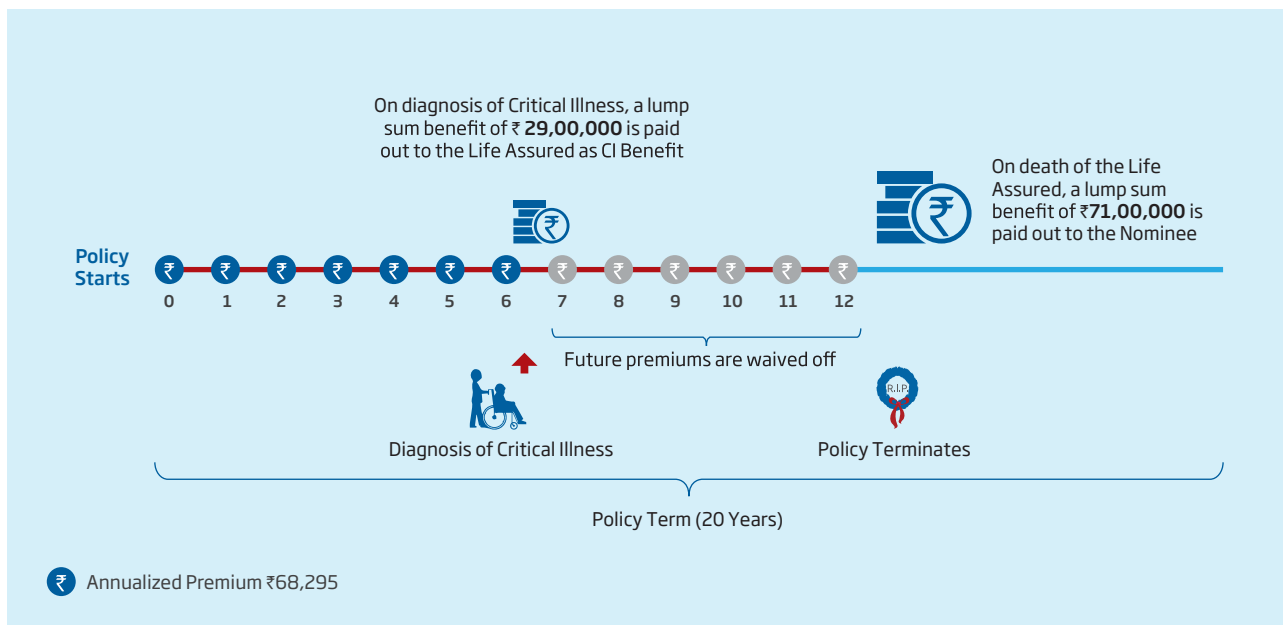 On diagnosis of Critical Illness, a lump
sum benefit of ₹ 29,00,000 is paid
out to the Life Assured as CI Benefit
On death of the Life
Assured, a lump sum
benefit of ₹71,00,000 is
paid out to the Nominee
Policy
Starts
₹ ₹ ₹ ₹ ₹ ₹ ₹ ₹ ₹ ₹ ₹ ₹ ₹
0 1 2 3 4 5 6 7 8 9 10 11 12
Future premiums are waived off
R.I.P.
Diagnosis of Critical Illness
Policy Terminates
Policy Term (20 Years)
₹ Annualized Premium ₹68,295